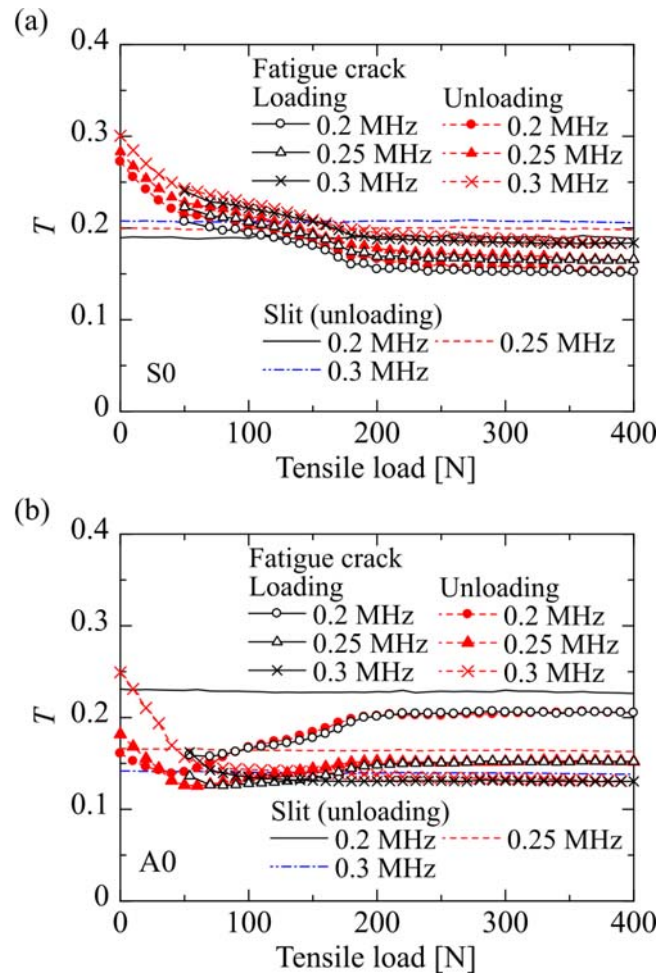 (a)
0.4
Fatigue crack
Loading Unloading
0.2 MHz 0.2 MHz
0.3
0.25 MHz 0.25 MHz
0.3 MHz 0.3 MHz
T 0.2
Slit (unloading)
0.1
0.2 MHz 0.25 MHz
S0 0.3 MHz
0
0 100 200 300 400
Tensile load [N]
(b)
0.4
Fatigue crack
Loading Unloading
0.2 MHz 0.2 MHz
0.3
0.25 MHz 0.25 MHz
0.3 MHz 0.3 MHz
T 0.2
0.1
Slit (unloading)
0.2 MHz 0.25 MHz
A0 0.3 MHz
0
0 100 200 300 400
Tensile load [N]